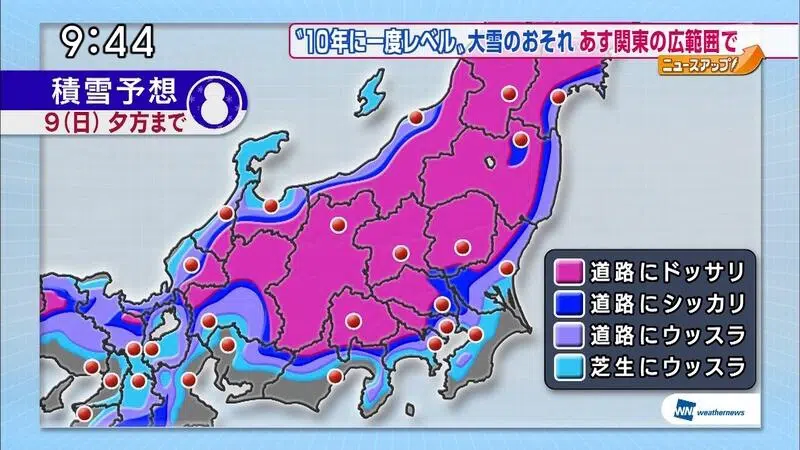 9:44
〝10年に一度レベル〟大雪のおそれ あす関東の広範囲で
ニュースアップ!
積雪予想
9(日)夕方まで
道路にドッサリ
道路にシッカリ
道路にウッスラ
芝生にウッスラ
WN weathernews